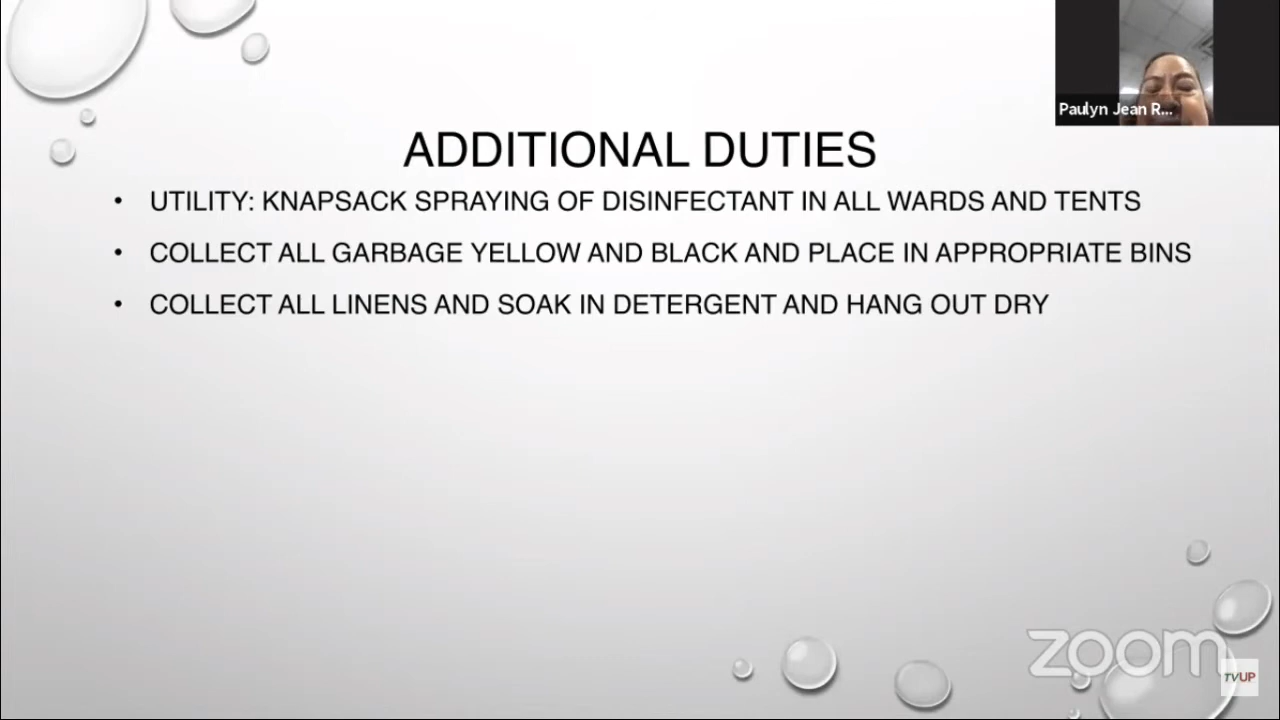 Paulyn Jean R...
ADDITIONAL DUTIES
• UTILITY: KNAPSACK SPRAYING OF DISINFECTANT IN ALL WARDS AND TENTS
• COLLECT ALL GARBAGE YELLOW AND BLACK AND PLACE IN APPROPRIATE BINS
• COLLECT ALL LINENS AND SOAK IN DETERGENT AND HANG OUT DRY
zoom
TVUP